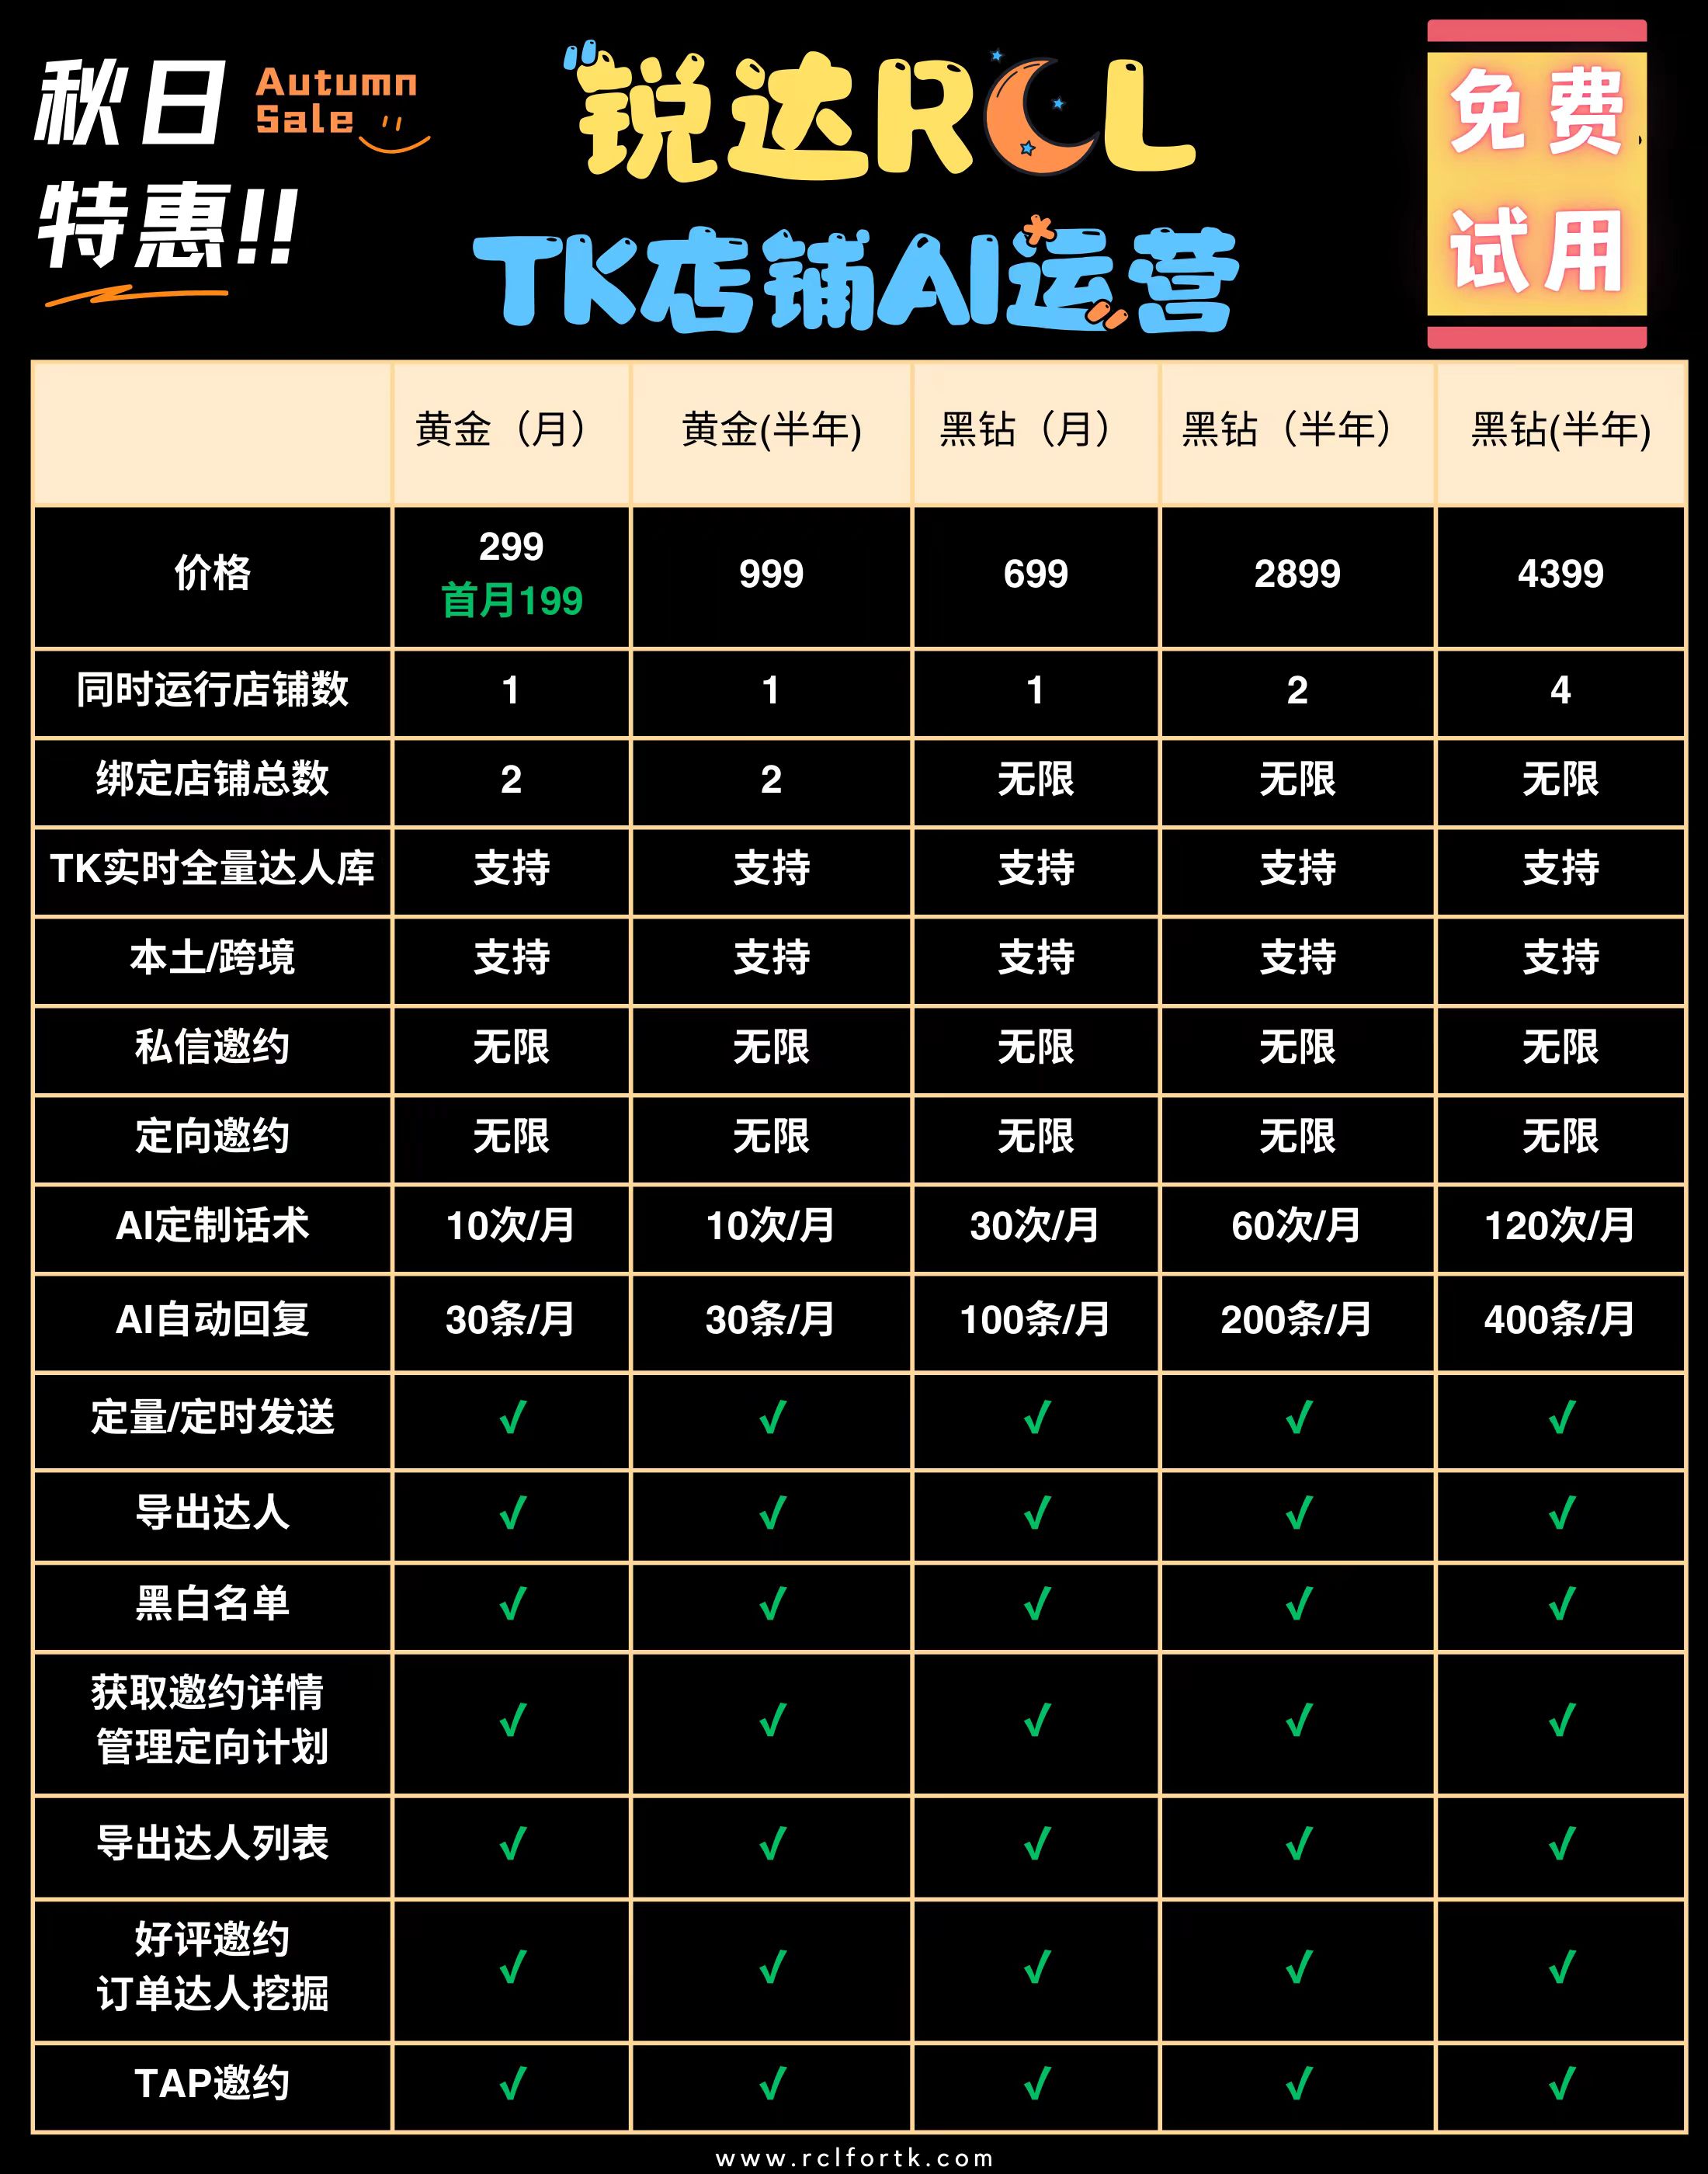 秋日
Autumn
Sale
特惠!!
锐达RCL
TK店铺AI运营
免费
试用
黄金（月） 黄金(半年) 黑钻（月） 黑钻（半年） 黑钻(半年)
价格 299 999 699 2899 4399
首月199
同时运行店铺数 1 1 1 2 4
绑定店铺总数 2 2 无限 无限 无限
TK实时全量达人库 支持 支持 支持 支持 支持
本土/跨境 支持 支持 支持 支持 支持
私信邀约 无限 无限 无限 无限 无限
定向邀约 无限 无限 无限 无限 无限
AI定制话术 10次/月 10次/月 30次/月 60次/月 120次/月
AI自动回复 30条/月 30条/月 100条/月 200条/月 400条/月
定量/定时发送 √ √ √ √ √
导出达人 √ √ √ √ √
黑白名单 √ √ √ √ √
获取邀约详情
管理定向计划 √ √ √ √ √
导出达人列表 √ √ √ √ √
好评邀约
订单达人挖掘 √ √ √ √ √
TAP邀约 √ √ √ √ √
www.rclfortk.com